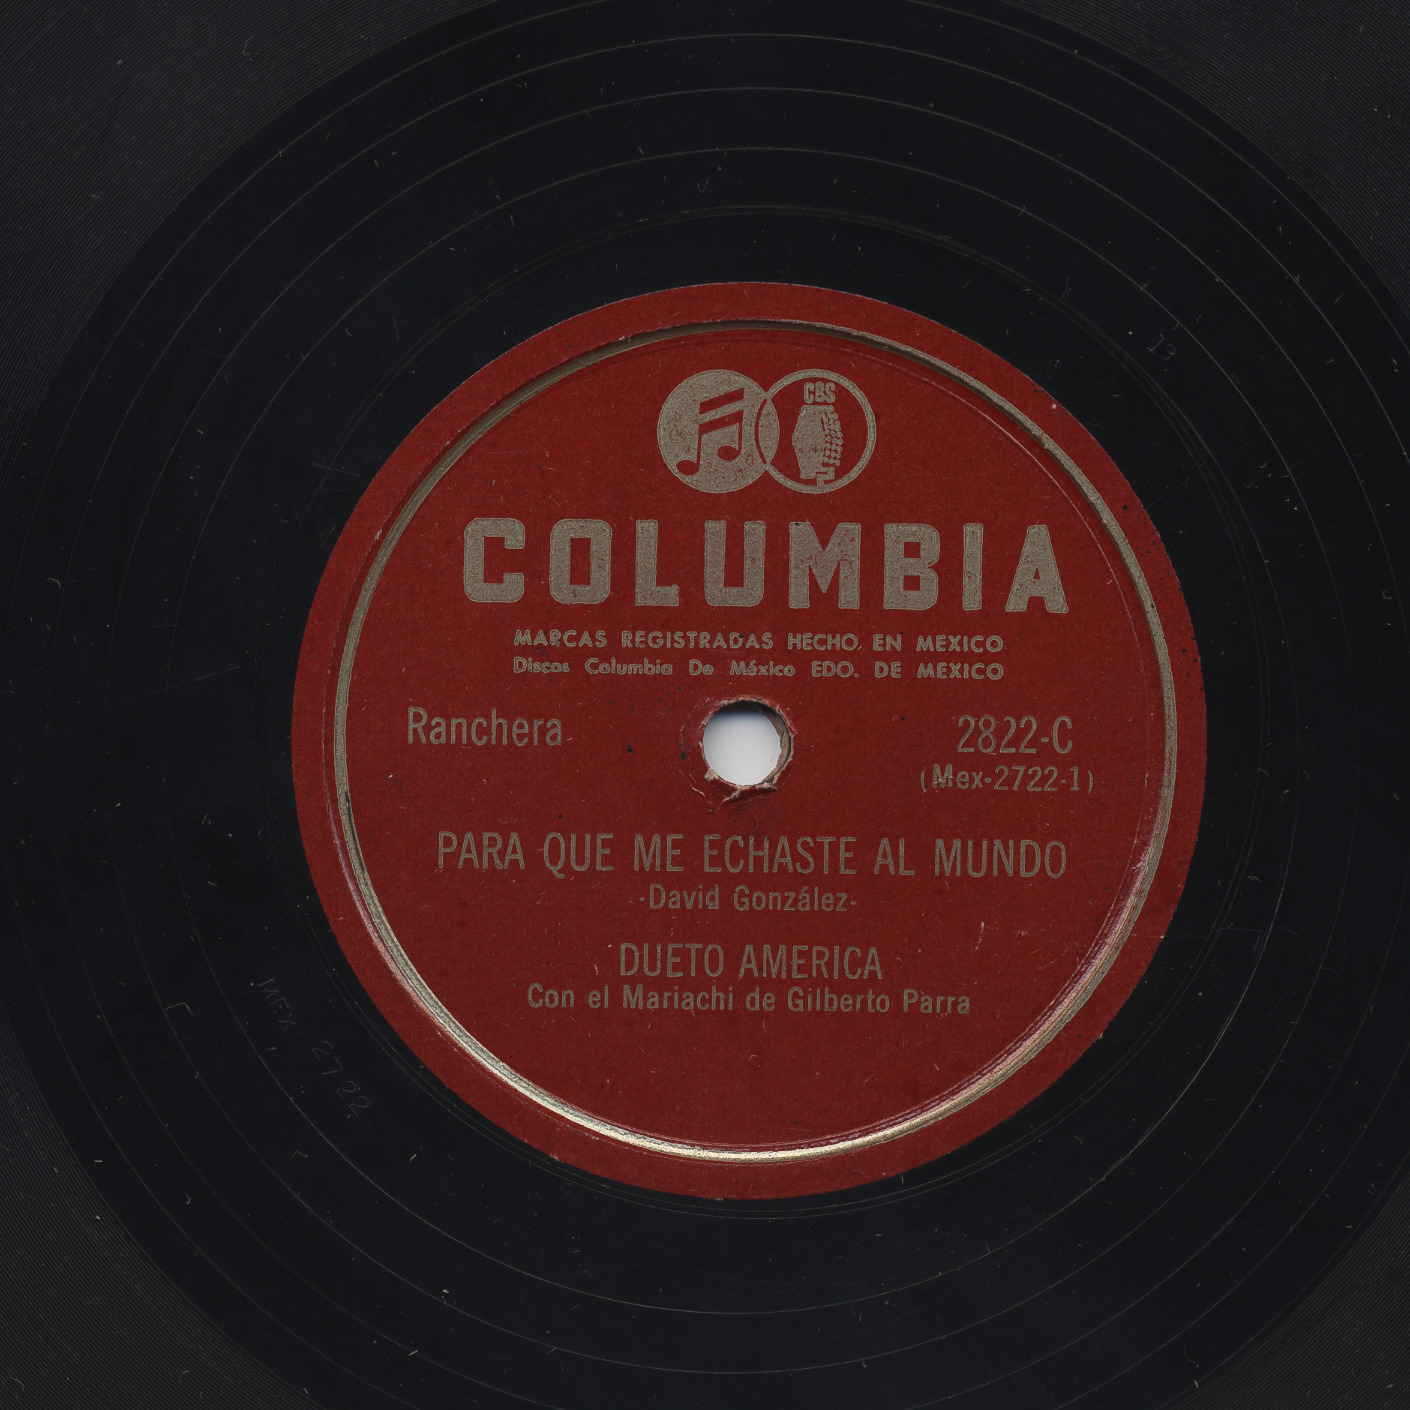 CBS
COLUMBIA
MARCAS REGISTRADAS HECHO EN MEXICO
Discos Columbia De México EDO. DE MEXICO
Ranchera
2822-C
(Mex-2722-1)
PARA QUE ME ECHASTE AL MUNDO
-David González-
DUETO AMERICA
Con el Mariachi de Gilberto Parra
MEX 2722
13